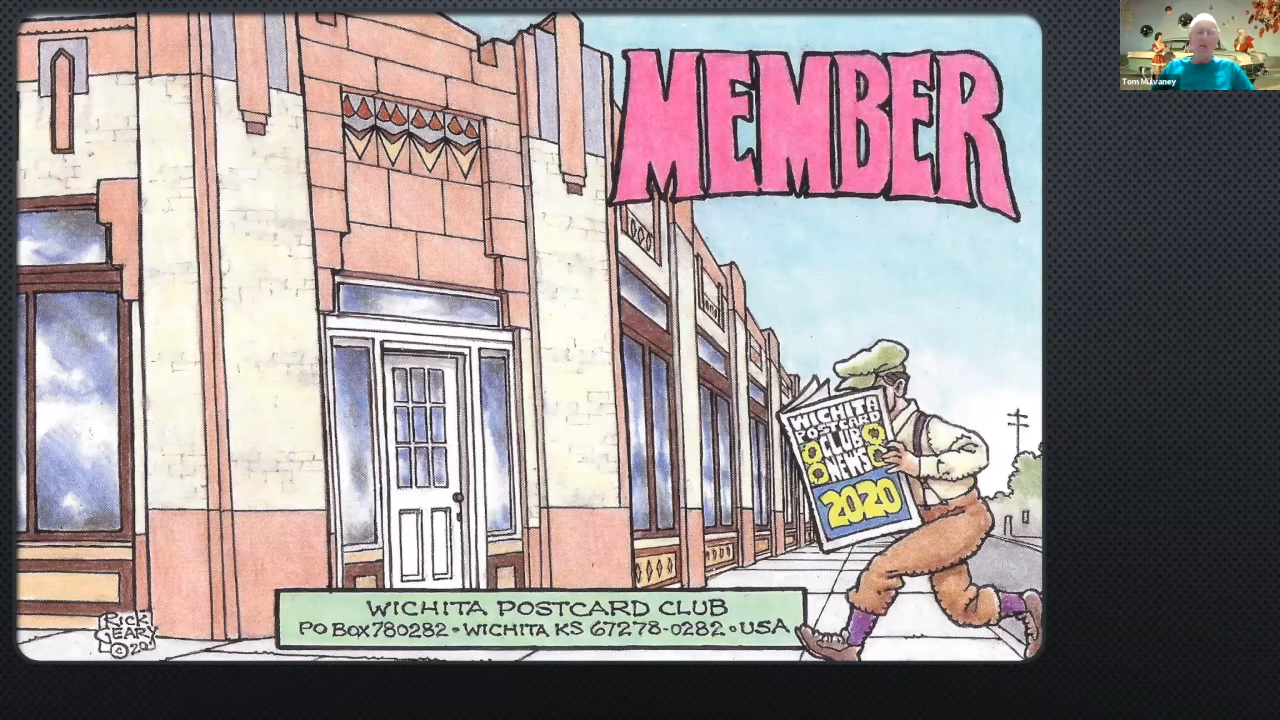 MEMBER
Tom Mulvaney
WICHITA
POSTCARD
CLUB
NEWS
2020
WICHITA POSTCARD CLUB
PO BOX 780282 • WICHITA KS 67278-0282 • USA
RICK
GEARY
© 20